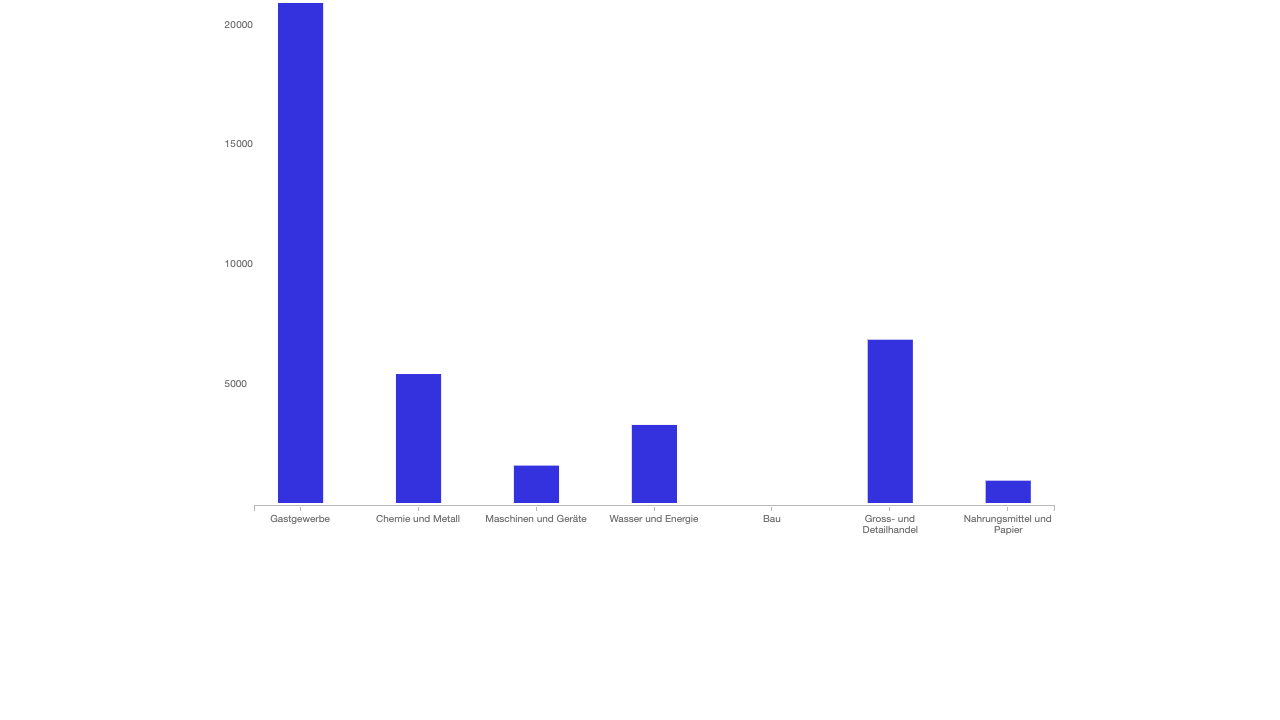 20000
15000
10000
5000
Gastgewerbe
Chemie und Metall
Maschinen und Geräte
Wasser und Energie
Bau
Gross- und
Detailhandel
Nahrungsmittel und
Papier